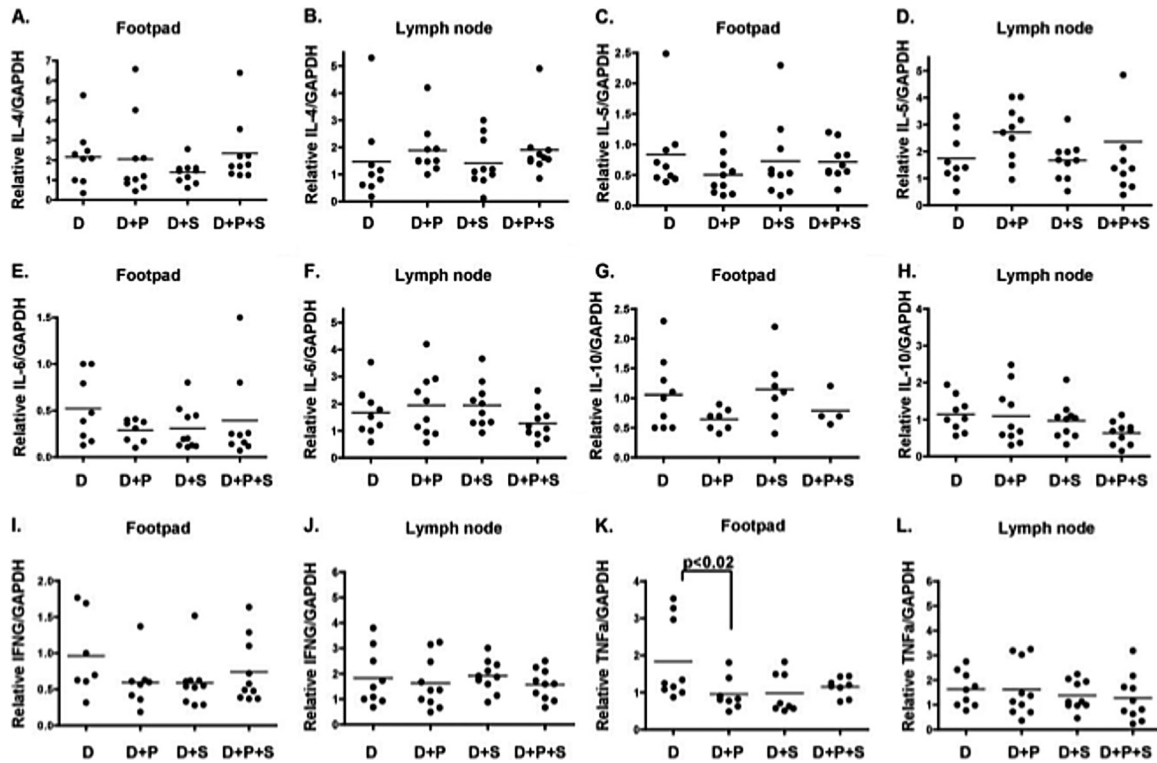 A.
Footpad
Relative IL-4/GAPDH
7
6
5
4
3
2
1
0
D D+P D+S D+P+S
B.
Lymph node
Relative IL-4/GAPDH
5
4
3
2
1
0
D D+P D+S D+P+S
C.
Footpad
Relative IL-5/GAPDH
2.5
2.0
1.5
1.0
0.5
0.0
D D+P D+S D+P+S
D.
Lymph node
Relative IL-5/GAPDH
5
4
3
2
1
0
D D+P D+S D+P+S
E.
Footpad
Relative IL-6/GAPDH
1.5
1.0
0.5
0.0
D D+P D+S D+P+S
F.
Lymph node
Relative IL-6/GAPDH
5
4
3
2
1
0
D D+P D+S D+P+S
G.
Footpad
Relative IL-10/GAPDH
2.5
2.0
1.5
1.0
0.5
0.0
D D+P D+S D+P+S
H.
Lymph node
Relative IL-10/GAPDH
4
3
2
1
0
D D+P D+S D+P+S
I.
Footpad
Relative IFNG/GAPDH
2.0
1.5
1.0
0.5
0.0
D D+P D+S D+P+S
J.
Lymph node
Relative IFNG/GAPDH
6
5
4
3
2
1
0
D D+P D+S D+P+S
K.
Footpad
p<0.02
Relative TNFa/GAPDH
4
3
2
1
0
D D+P D+S D+P+S
L.
Lymph node
Relative TNFa/GAPDH
6
5
4
3
2
1
0
D D+P D+S D+P+S